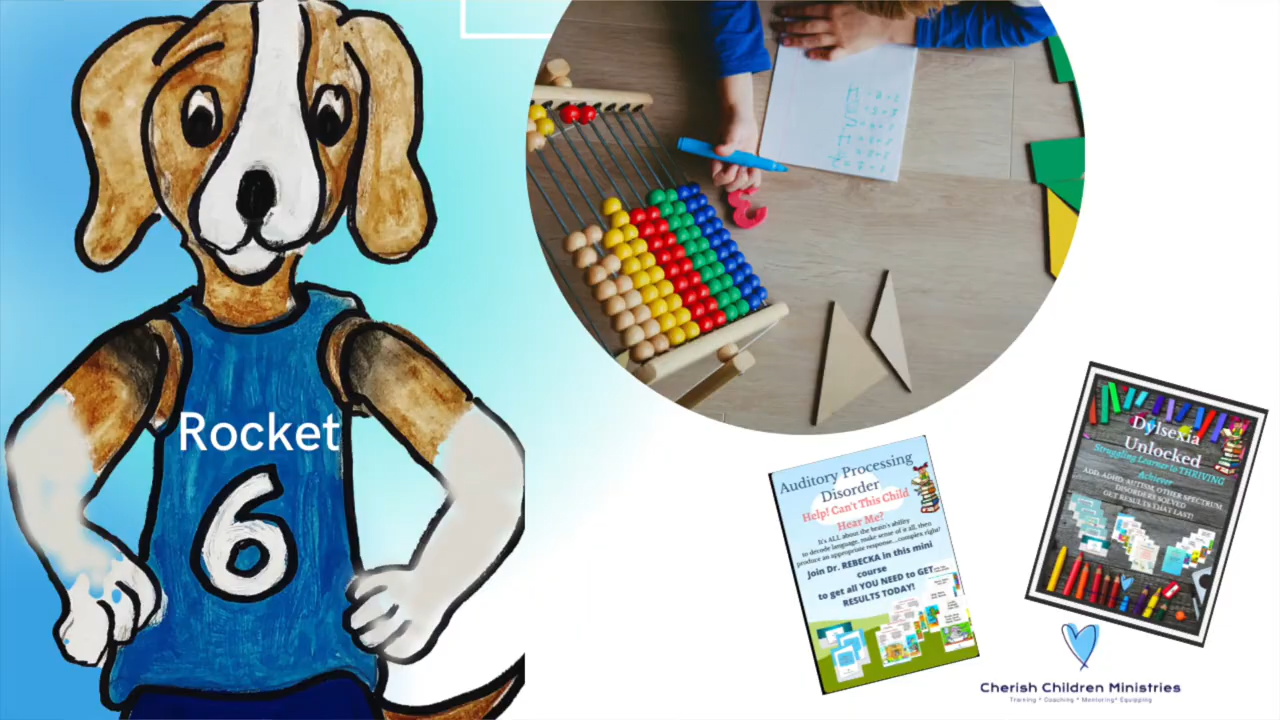 Rocket
6
3
Auditory Processing
Disorder
Help! Can't This Child
Hear Me?
It's ALL about the brain's ability
to decode language, make sense of it all, then
produce an appropriate response...complex right?
Join Dr. REBECKA in this mini
course
to get all YOU NEED to GET
RESULTS TODAY!
Dylsexia
Unlocked
Struggling Learner to THRIVING
Achiever
ADD, ADHD, AUTISM, OTHER SPECTRUM
DISORDERS SOLVED
GET RESULTS THAT LAST!
Cherish Children Ministries
Training * Coaching * Mentoring* Equipping